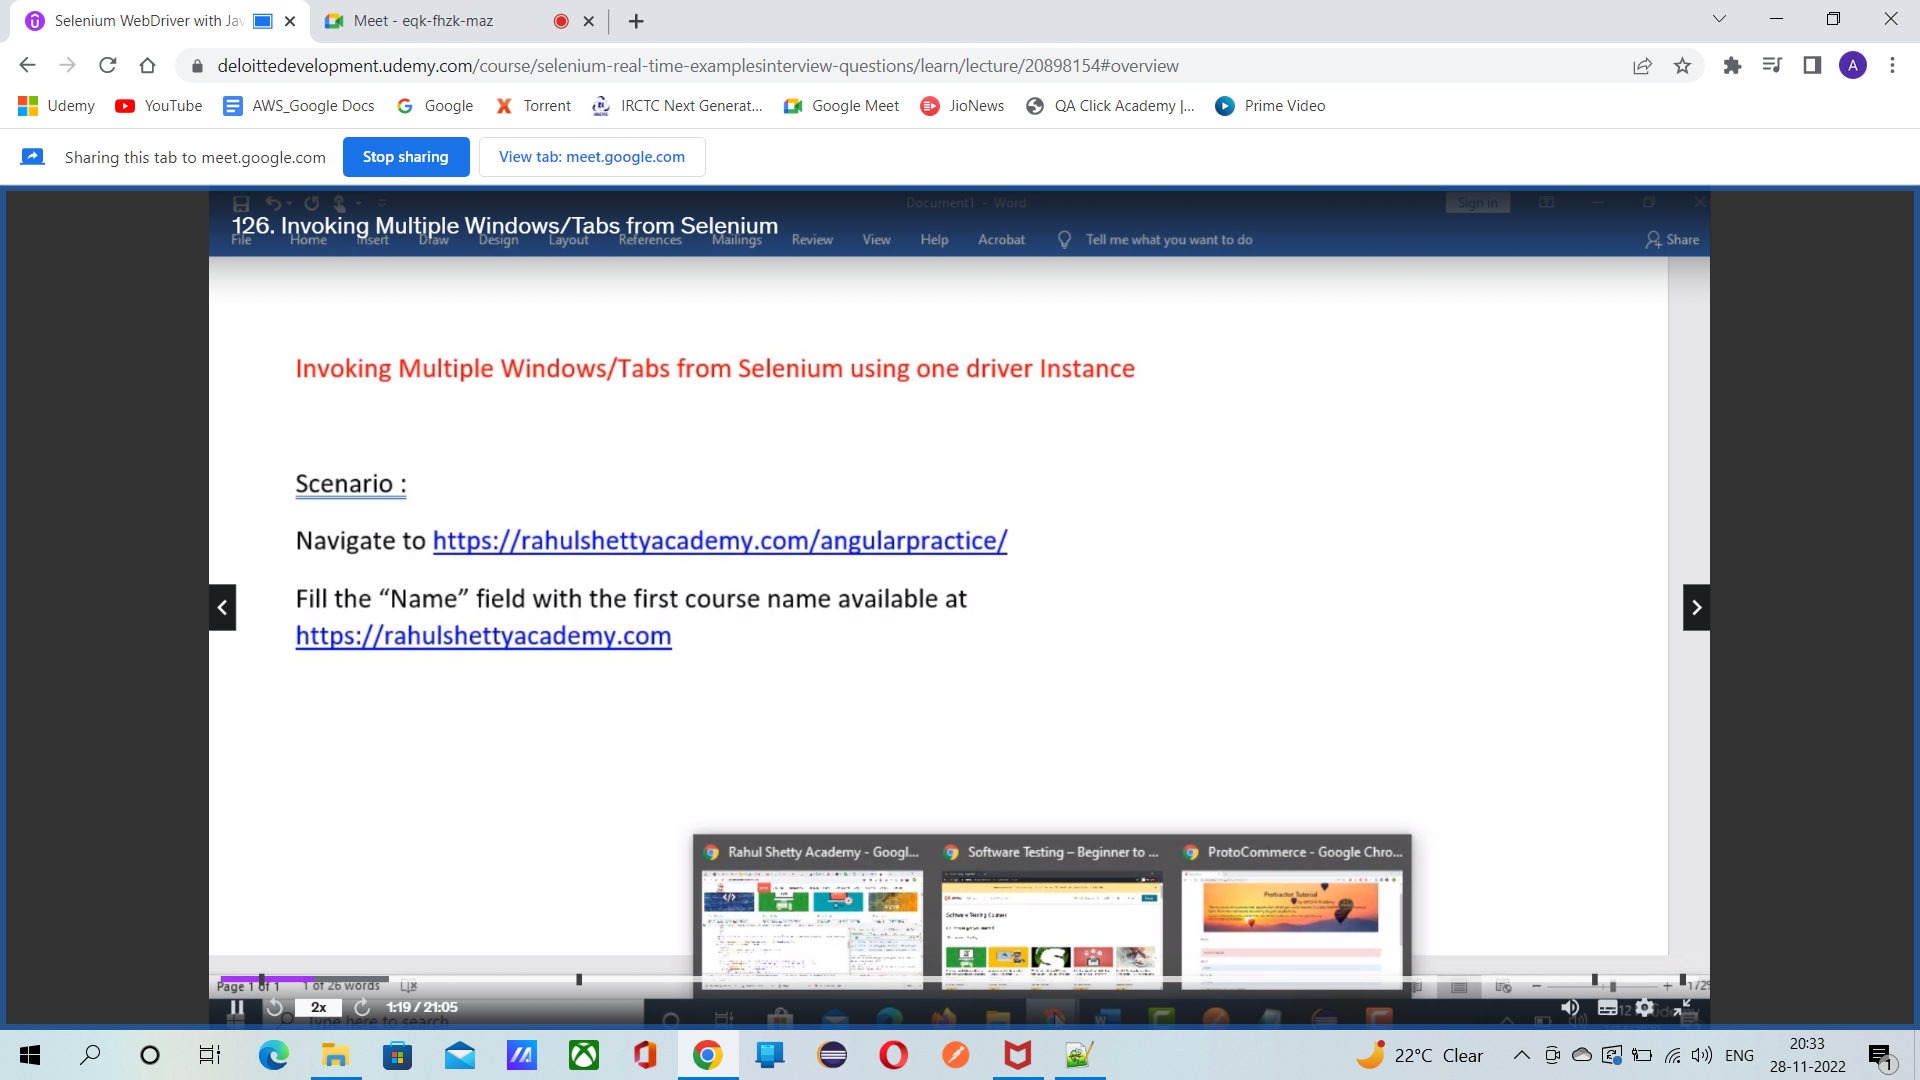 Selenium WebDriver with Jav
Meet - eqk-fhzk-maz
deloittedevelopment.udemy.com/course/selenium-real-time-examplesinterview-questions/learn/lecture/20898154#overview
A
Udemy YouTube AWS_Google Docs Google Torrent IRCTC Next Generat... Google Meet JioNews QA Click Academy |... Prime Video
Sharing this tab to meet.google.com Stop sharing View tab: meet.google.com
Document1 - Word Sign in
126. Invoking Multiple Windows/Tabs from Selenium
File Home Insert Draw Design Layout References Mailings Review View Help Acrobat Tell me what you want to do Share
Invoking Multiple Windows/Tabs from Selenium using one driver Instance
Scenario :
Navigate to https://rahulshettyacademy.com/angularpractice/
Fill the “Name” field with the first course name available at
https://rahulshettyacademy.com
Rahul Shetty Academy - Googl... Software Testing – Beginner to ... ProtoCommerce - Google Chro...
Protractor Tutorial
Software Testing Courses
Page 1 of 1 1 of 26 words
2x 1:19 / 21:05
Type here to search
22°C Clear ENG 20:33
28-11-2022
1